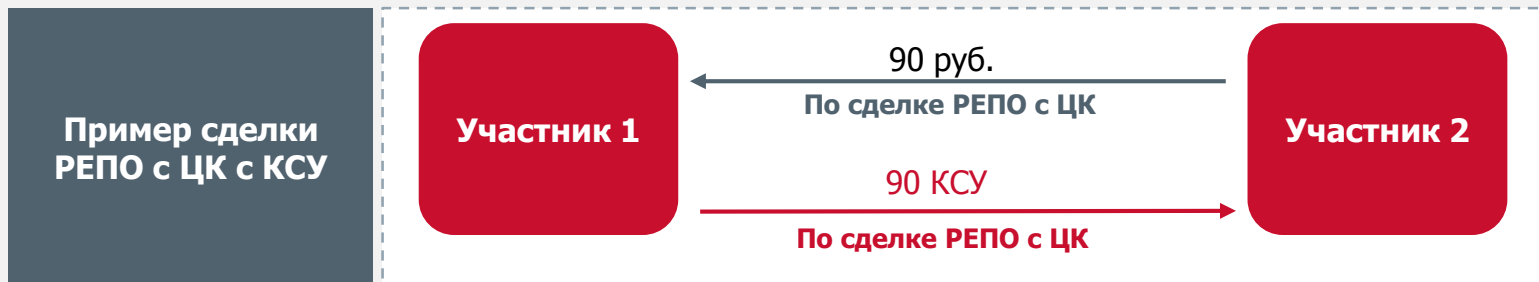 Пример сделки
РЕПО с ЦК с КСУ
Участник 1
90 руб.
По сделке РЕПО с ЦК
90 КСУ
По сделке РЕПО с ЦК
Участник 2